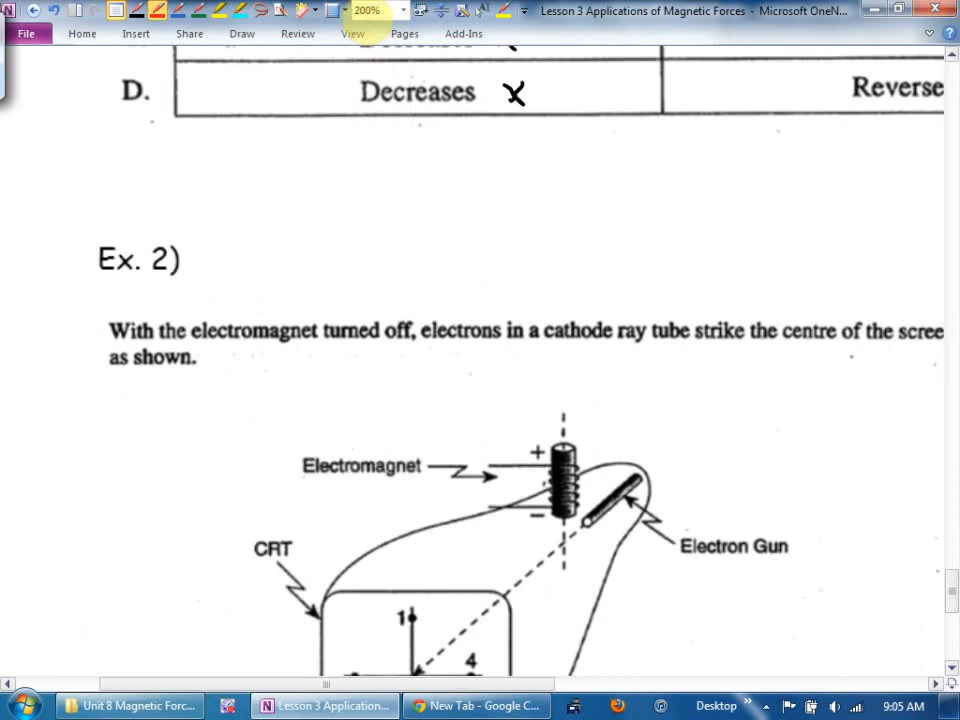 200%
Lesson 3 Applications of Magnetic Forces - Microsoft OneN...
File Home Insert Share Draw Review View Pages Add-Ins
D. Decreases x Reverse
Ex. 2)
With the electromagnet turned off, electrons in a cathode ray tube strike the centre of the scree
as shown.
+
Electromagnet
−
Electron Gun
CRT
1
4
Unit 8 Magnetic Forc... Lesson 3 Application... New Tab - Google C... Desktop » 9:05 AM